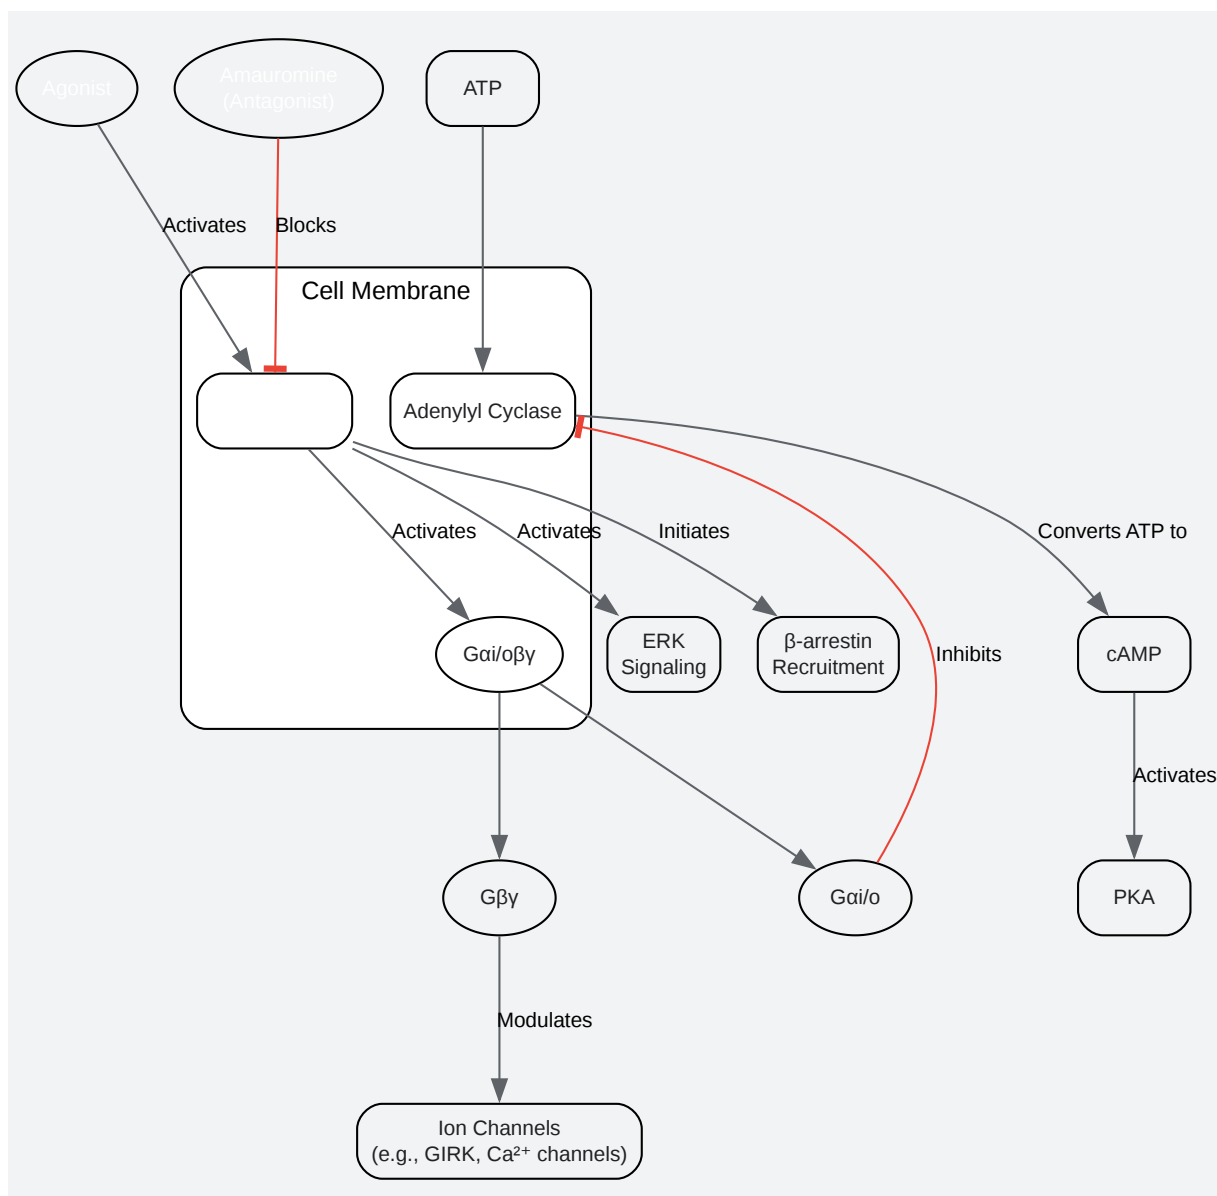 Agonist
Amauromine
(Antagonist)
ATP
Activates
Blocks
Cell Membrane
Adenylyl Cyclase
Activates
Activates
Initiates
Converts ATP to
Gαi/oβγ
ERK
Signaling
β-arrestin
Recruitment
Inhibits
cAMP
Activates
Gβγ
Gαi/o
PKA
Modulates
Ion Channels
(e.g., GIRK, Ca²⁺ channels)